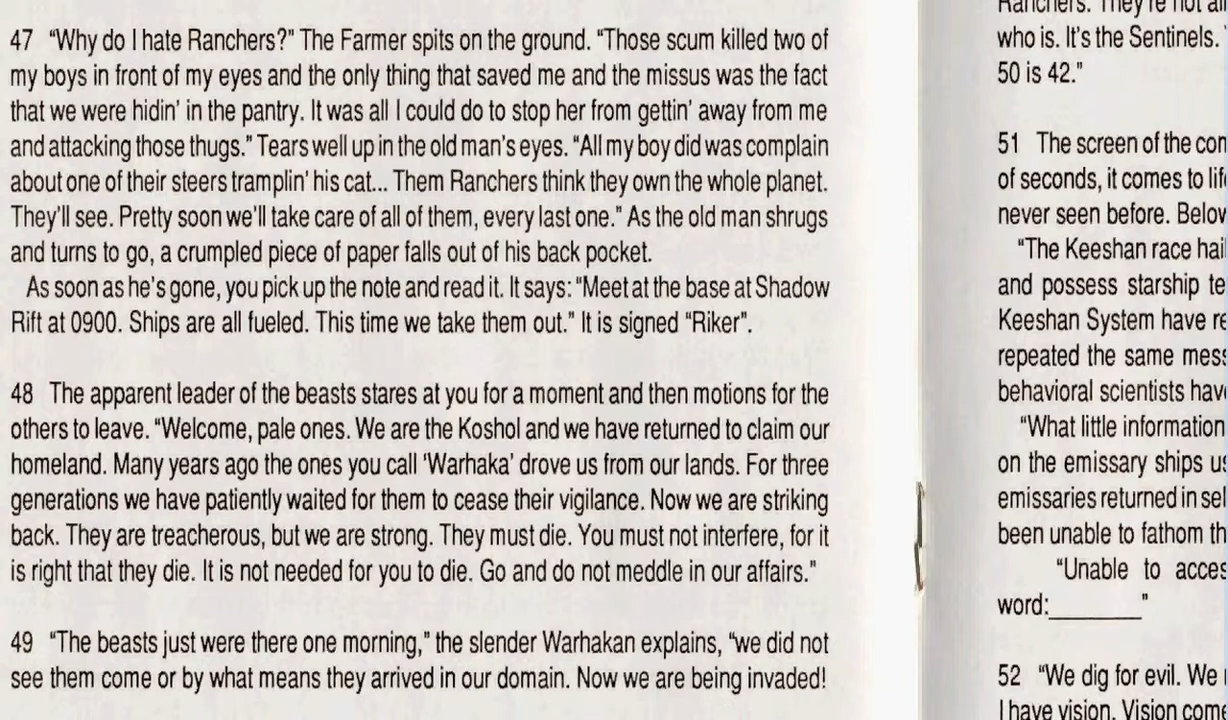 47 "Why do I hate Ranchers?" The Farmer spits on the ground. "Those scum killed two of
my boys in front of my eyes and the only thing that saved me and the missus was the fact
that we were hidin' in the pantry. It was all I could do to stop her from gettin' away from me
and attacking those thugs." Tears well up in the old man's eyes. "All my boy did was complain
about one of their steers tramplin' his cat... Them Ranchers think they own the whole planet.
They'll see. Pretty soon we'll take care of all of them, every last one." As the old man shrugs
and turns to go, a crumpled piece of paper falls out of his back pocket.
As soon as he's gone, you pick up the note and read it. It says: "Meet at the base at Shadow
Rift at 0900. Ships are all fueled. This time we take them out." It is signed "Riker".
48 The apparent leader of the beasts stares at you for a moment and then motions for the
others to leave. "Welcome, pale ones. We are the Koshol and we have returned to claim our
homeland. Many years ago the ones you call 'Warhaka' drove us from our lands. For three
generations we have patiently waited for them to cease their vigilance. Now we are striking
back. They are treacherous, but we are strong. They must die. You must not interfere, for it
is right that they die. It is not needed for you to die. Go and do not meddle in our affairs."
49 "The beasts just were there one morning," the slender Warhakan explains, "we did not
see them come or by what means they arrived in our domain. Now we are being invaded!
Ranchers. They're not all
who is. It's the Sentinels.
50 is 42."
51 The screen of the
of seconds, it comes to
never seen before.
"The Keeshan race
and possess starship
Keeshan System have
repeated the same
behavioral scientists
"What little information
on the emissary ships
emissaries returned in
been unable to fathom
"Unable to
word:_______"
52 "We dig for evil. We
I have vision. Vision